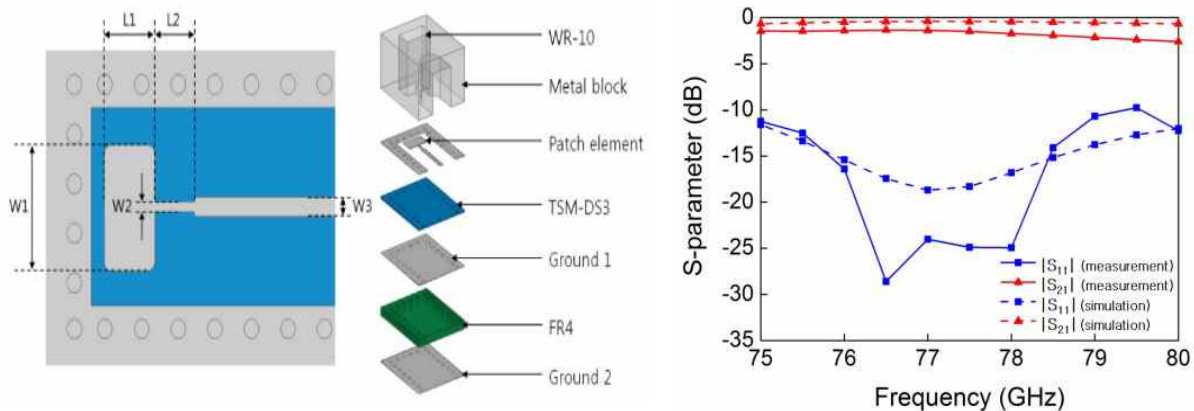 L1
L2
W1
W2
W3
WR-10
Metal block
Patch element
TSM-DS3
Ground 1
FR4
Ground 2
S-parameter (dB)
0
-5
-10
-15
-20
-25
-30
-35
|S11| (measurement)
|S21| (measurement)
|S11| (simulation)
|S21| (simulation)
75
76
77
78
79
80
Frequency (GHz)